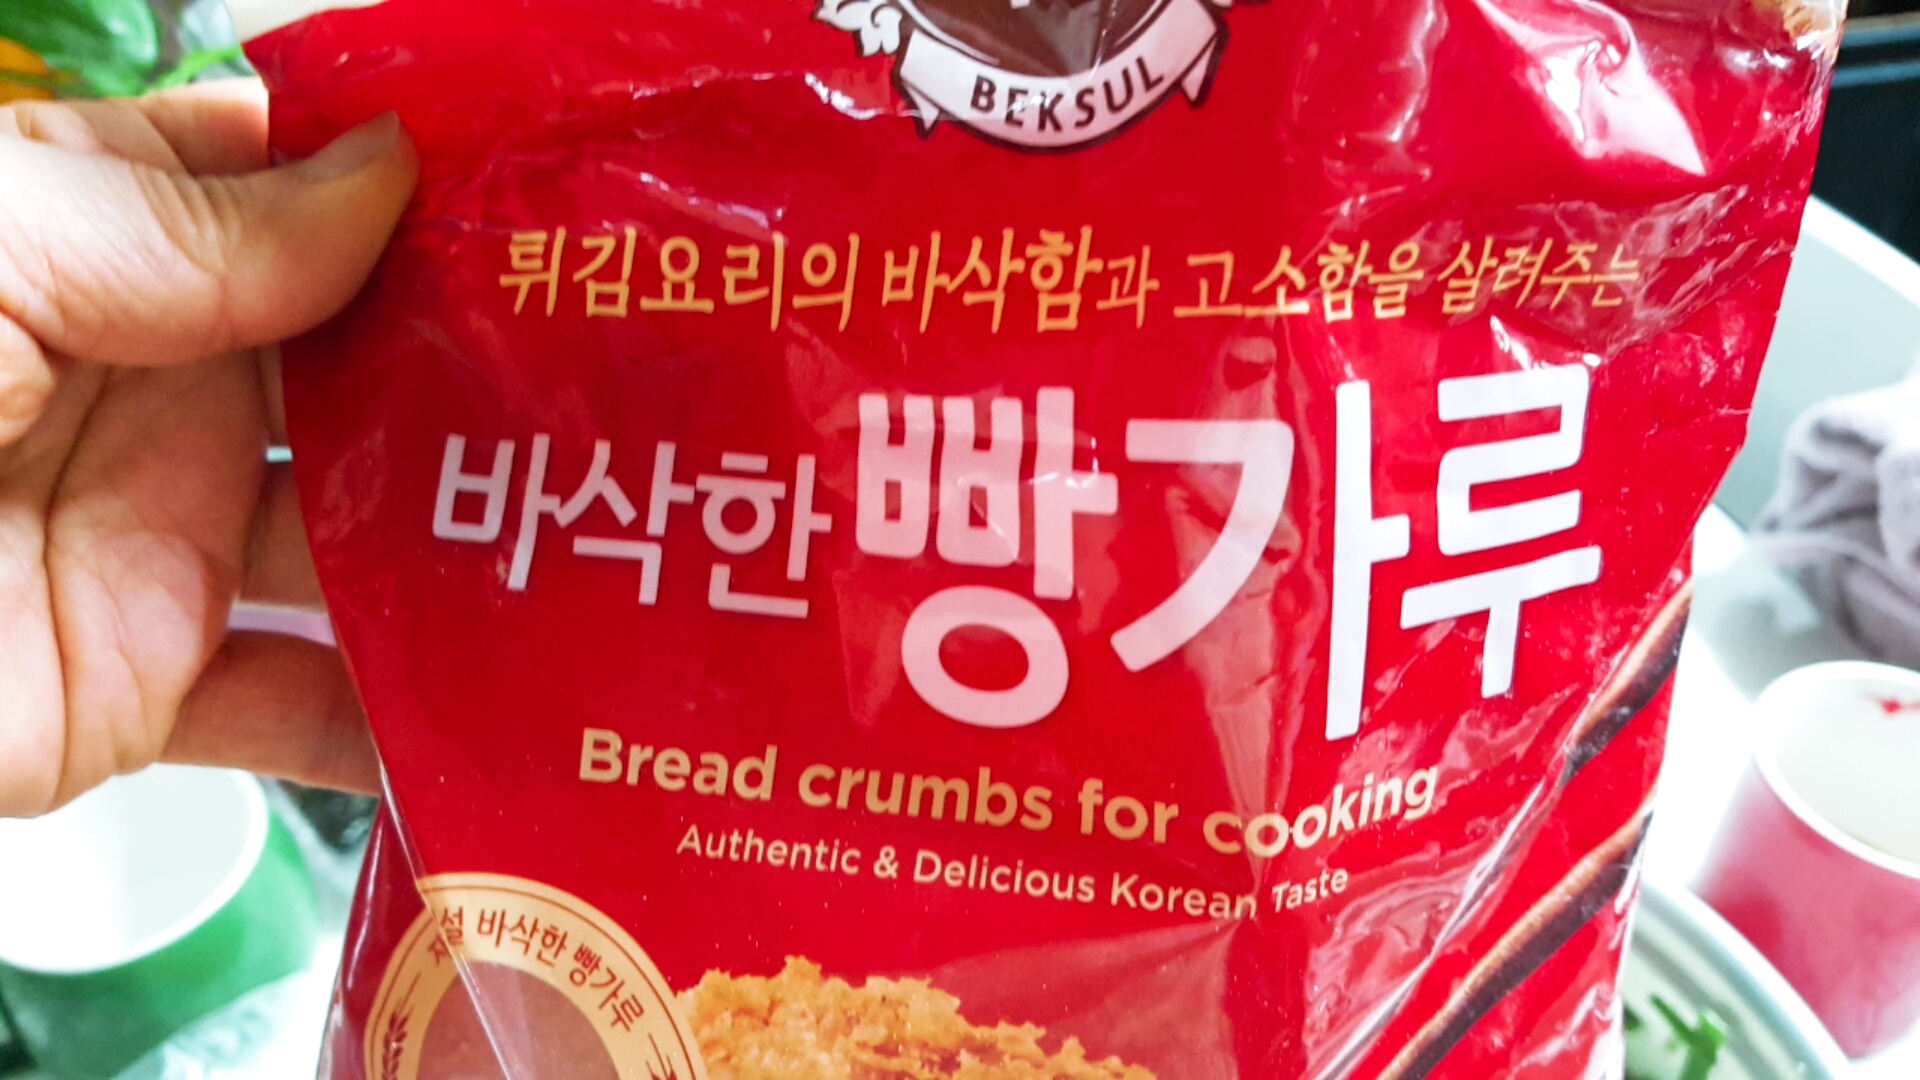 BEKSUL
튀김요리의 바삭함과 고소함을 살려주는
바삭한 빵가루
Bread crumbs for cooking
Authentic & Delicious Korean Taste
바삭한 빵가루